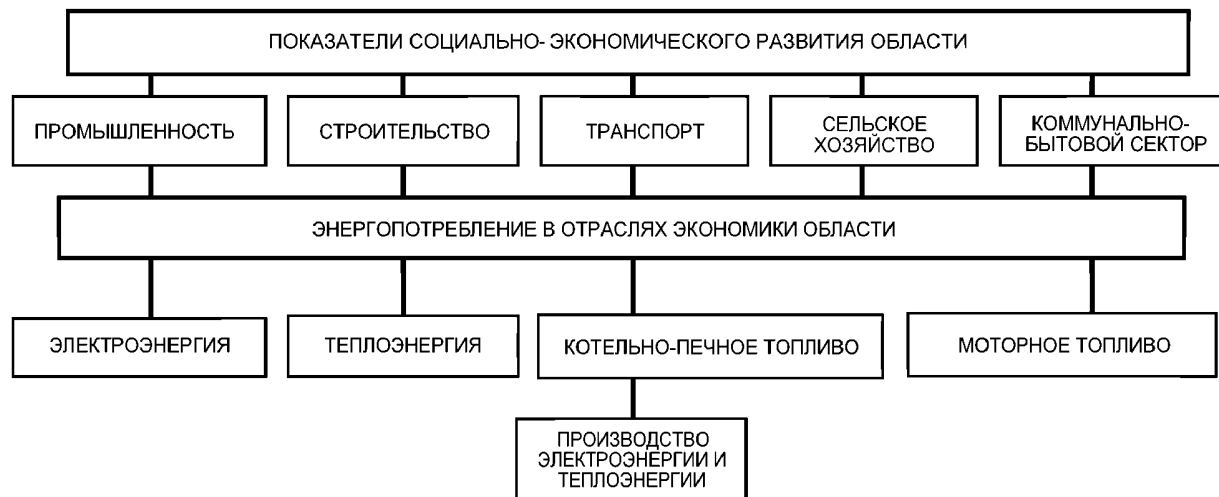 ПОКАЗАТЕЛИ СОЦИАЛЬНО- ЭКОНОМИЧЕСКОГО РАЗВИТИЯ ОБЛАСТИ
ПРОМЫШЛЕННОСТЬ
СТРОИТЕЛЬСТВО
ТРАНСПОРТ
СЕЛЬСКОЕ
ХОЗЯЙСТВО
КОММУНАЛЬНО-
БЫТОВОЙ СЕКТОР
ЭНЕРГОПОТРЕБЛЕНИЕ В ОТРАСЛЯХ ЭКОНОМИКИ ОБЛАСТИ
ЭЛЕКТРОЭНЕРГИЯ
ТЕПЛОЭНЕРГИЯ
КОТЕЛЬНО-ПЕЧНОЕ ТОПЛИВО
МОТОРНОЕ ТОПЛИВО
ПРОИЗВОДСТВО
ЭЛЕКТРОЭНЕРГИИ И
ТЕПЛОЭНЕРГИИ